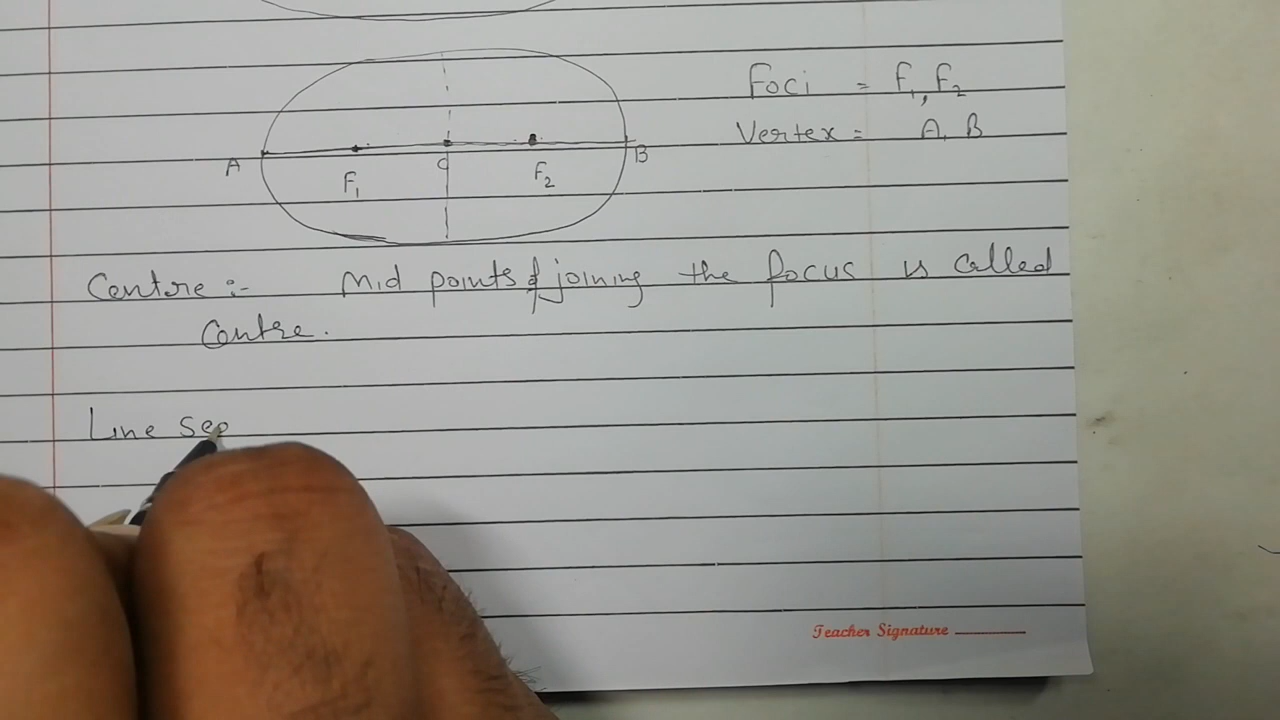 Foci = F1, F2
Vertex = A, B
A F1 C F2 B
Centre :- Mid points of joining the focus is called
Centre.
Line Seg
Teacher Signature